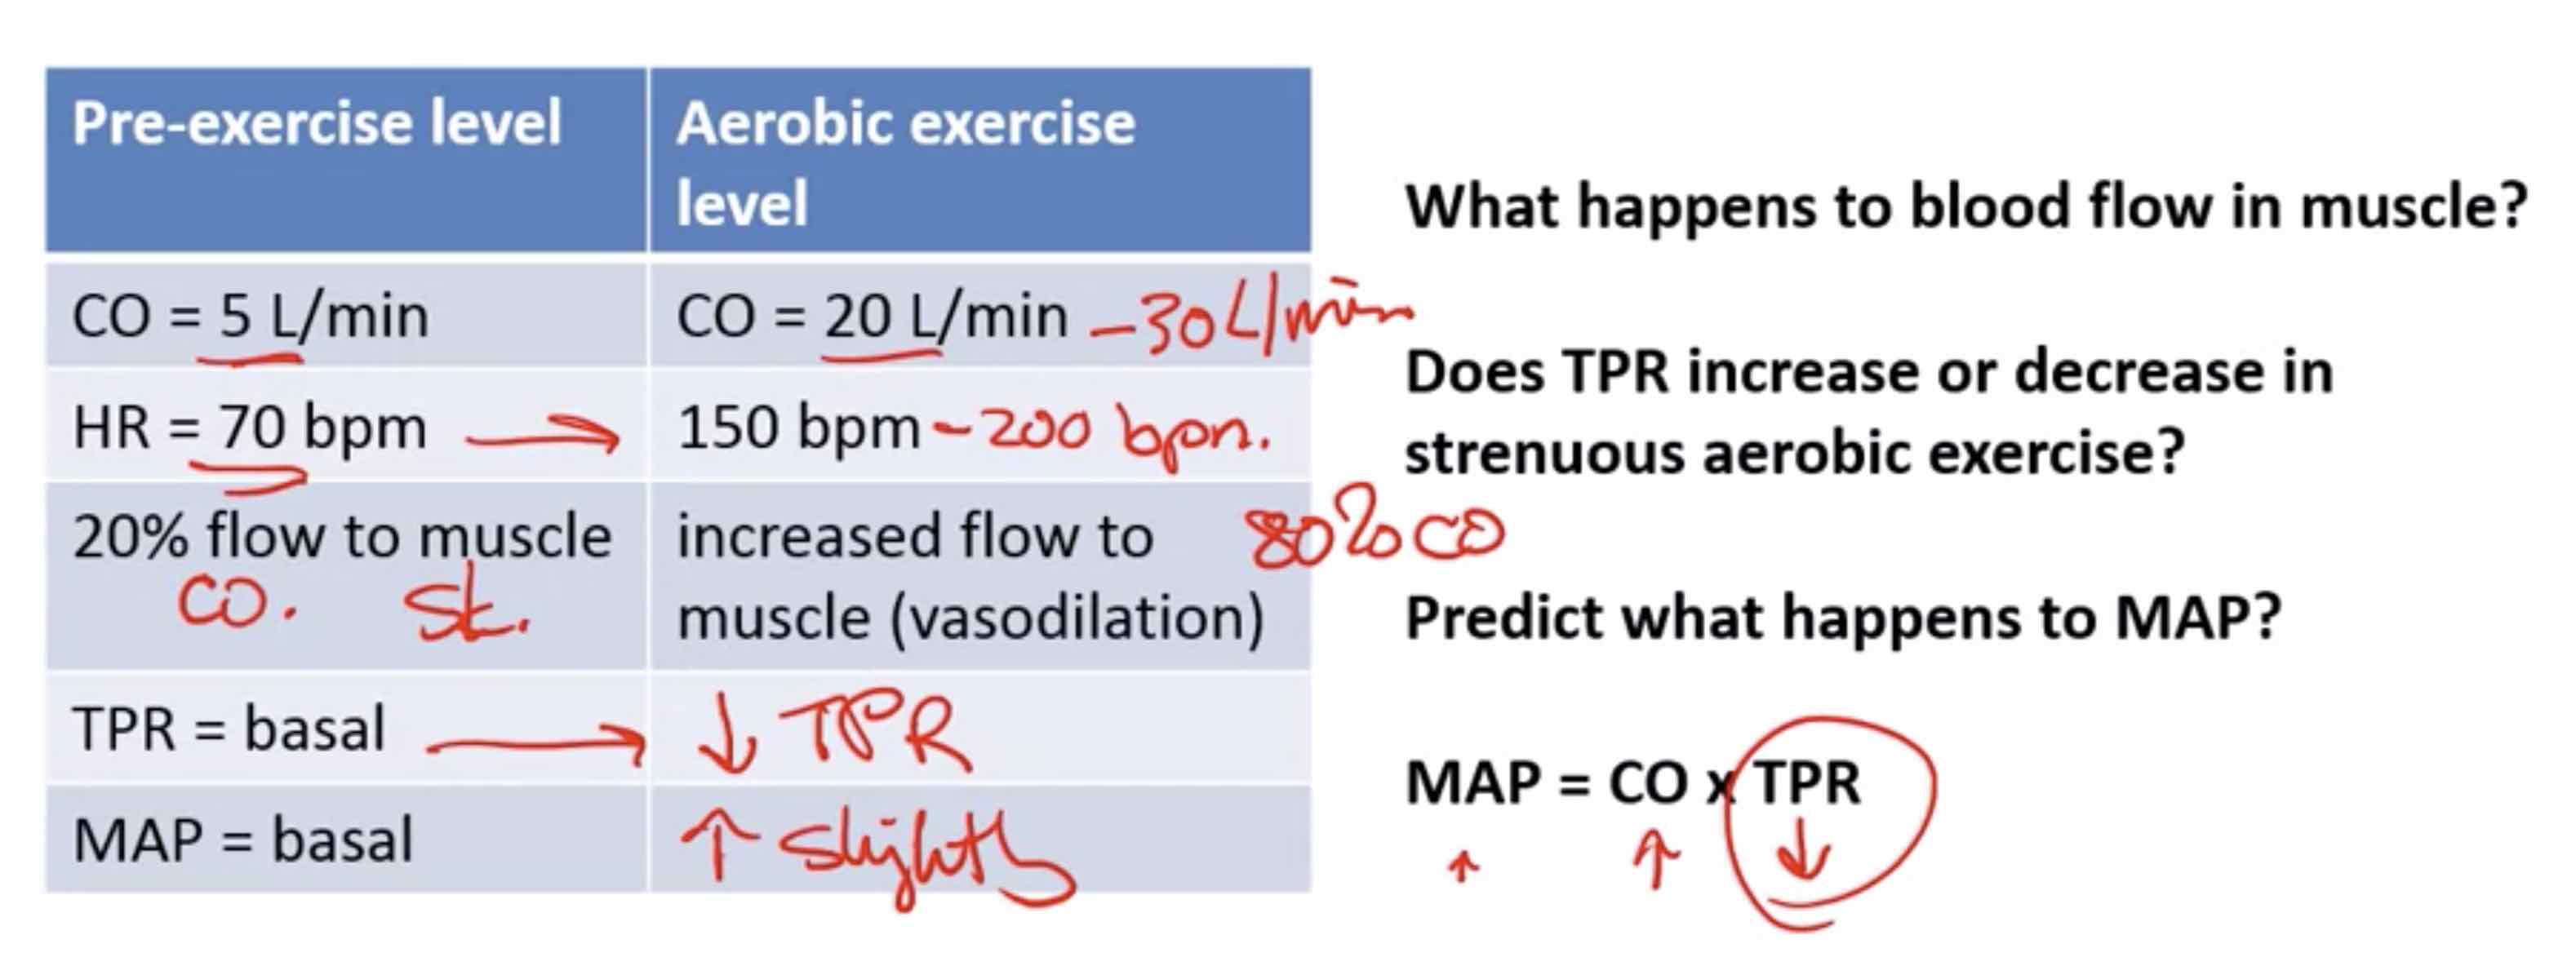 Pre-exercise level
Aerobic exercise
level
CO = 5 L/min
CO = 20 L/min – 30 L/min
HR = 70 bpm
150 bpm – 200 bpm.
20% flow to muscle
CO. Sk.
increased flow to 80% CO
muscle (vasodilation)
TPR = basal
↓ TPR
MAP = basal
↑ slightly
What happens to blood flow in muscle?
Does TPR increase or decrease in
strenuous aerobic exercise?
Predict what happens to MAP?
MAP = CO x TPR
↑ ↑ ↓